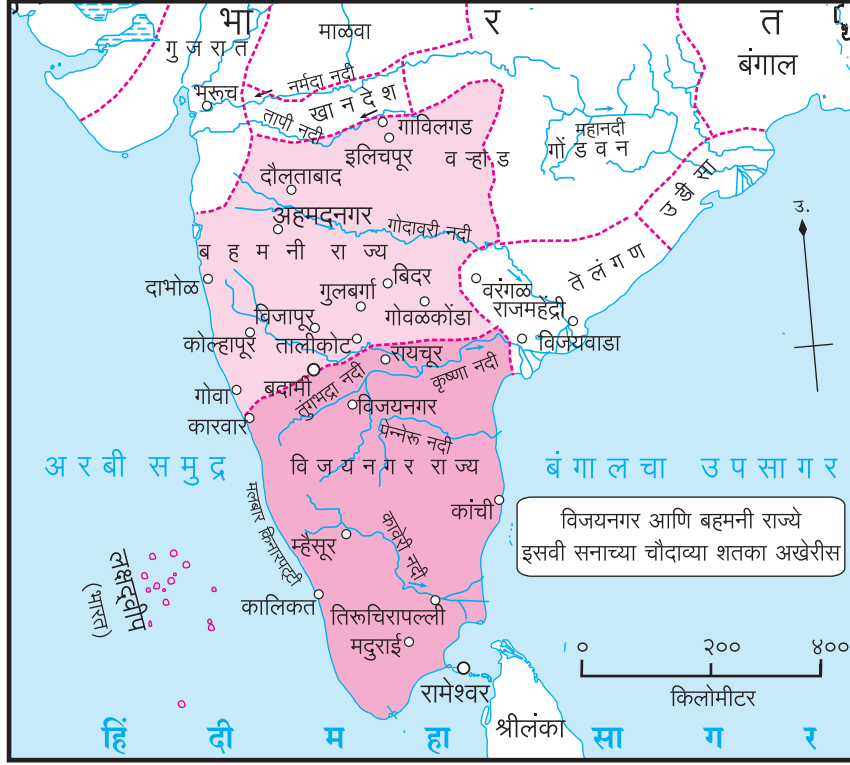 भा र त
गुजरात
माळवा
बंगाल
नर्मदा नदी
भरूच
खानदेश
तापी नदी
गाविलगड
महानदी
इलिचपूर
वऱ्हाड
गोंडवन
दौलताबाद
उडीसा
अहमदनगर
गोदावरी नदी
उ.
बहमनी राज्य
तेलंगण
दाभोळ
बिदर
वरंगळ
गुलबर्गा
राजमहेंद्री
बिजापूर
गोवळकोंडा
कोल्हापूर
तालीकोट
विजयवाडा
रायचूर
बदामी
तुंगभद्रा नदी
कृष्णा नदी
गोवा
विजयनगर
कारवार
पेन्नेरू नदी
अरबी समुद्र
विजयनगर राज्य
बंगालचा उपसागर
मलबार किनारपट्टी
कांची
विजयनगर आणि बहमनी राज्ये
इसवी सनाच्या चौदाव्या शतका अखेरीस
म्हैसूर
कावेरी नदी
लक्षद्वीप
(भारत)
कालिकत
तिरूचिरापल्ली
मदुराई
० २०० ४००
किलोमीटर
रामेश्वर
श्रीलंका
हिंदी महासागर